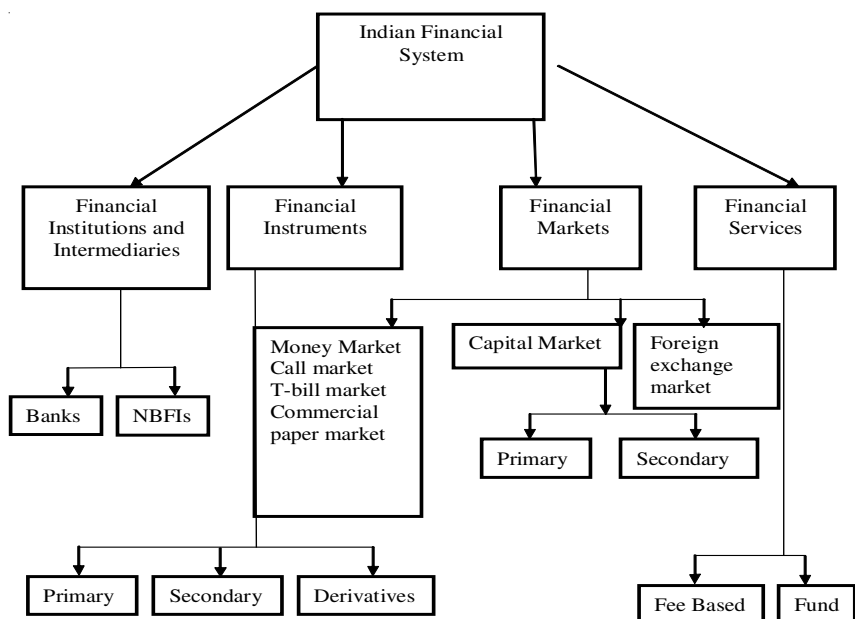 Indian Financial
System
Financial
Institutions and
Intermediaries
Financial
Instruments
Financial
Markets
Financial
Services
Money Market
Call market
T-bill market
Commercial
paper market
Capital Market
Foreign
exchange
market
Banks
NBFIs
Primary
Secondary
Primary
Secondary
Derivatives
Fee Based
Fund